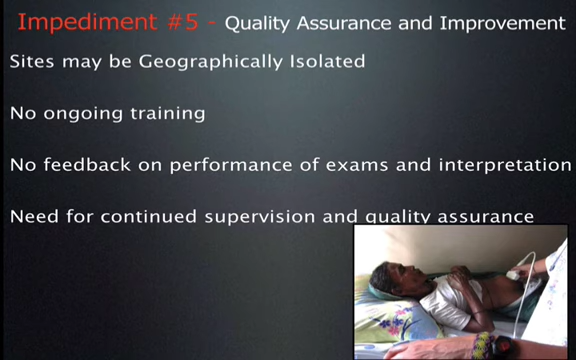 Impediment #5 - Quality Assurance and Improvement
Sites may be Geographically Isolated
No ongoing training
No feedback on performance of exams and interpretation
Need for continued supervision and quality assurance